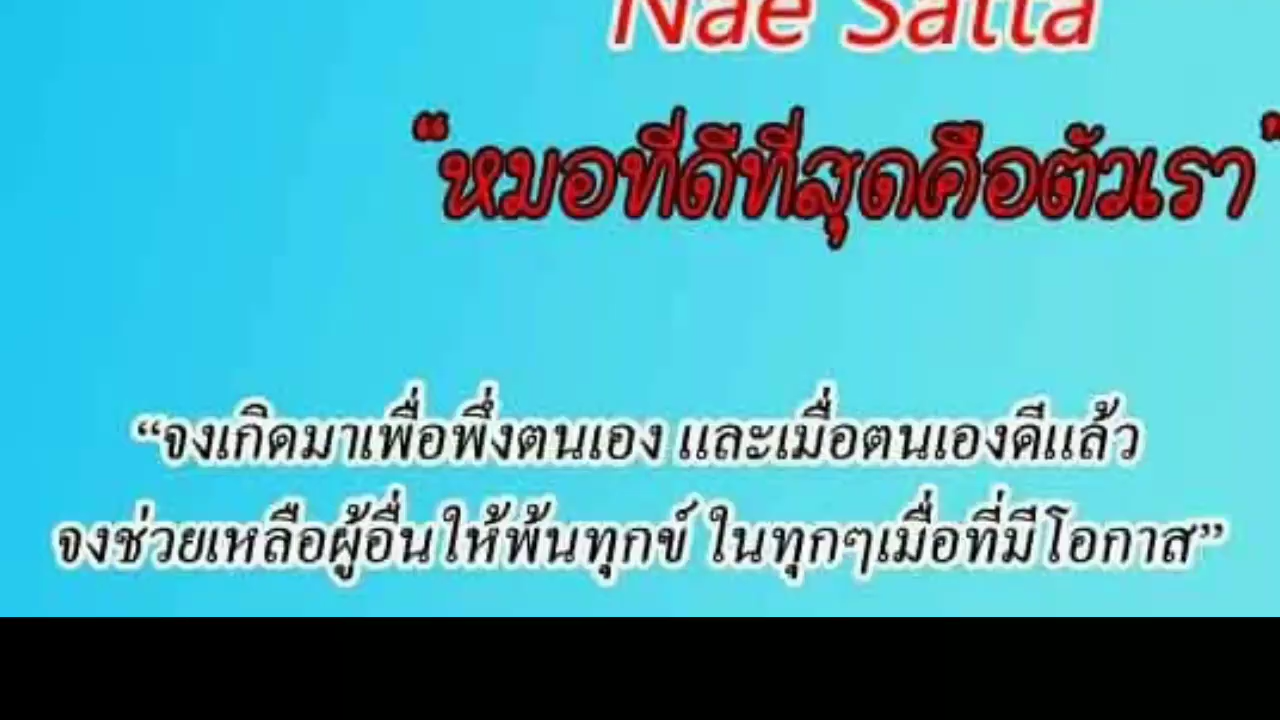 Nae Satta
“หมอที่ดีที่สุดคือตัวเรา”
“จงเกิดมาเพื่อพึ่งตนเอง และเมื่อตนเองดีแล้ว
จงช่วยเหลือผู้อื่นให้พ้นทุกข์ ในทุกๆเมื่อที่มีโอกาส”